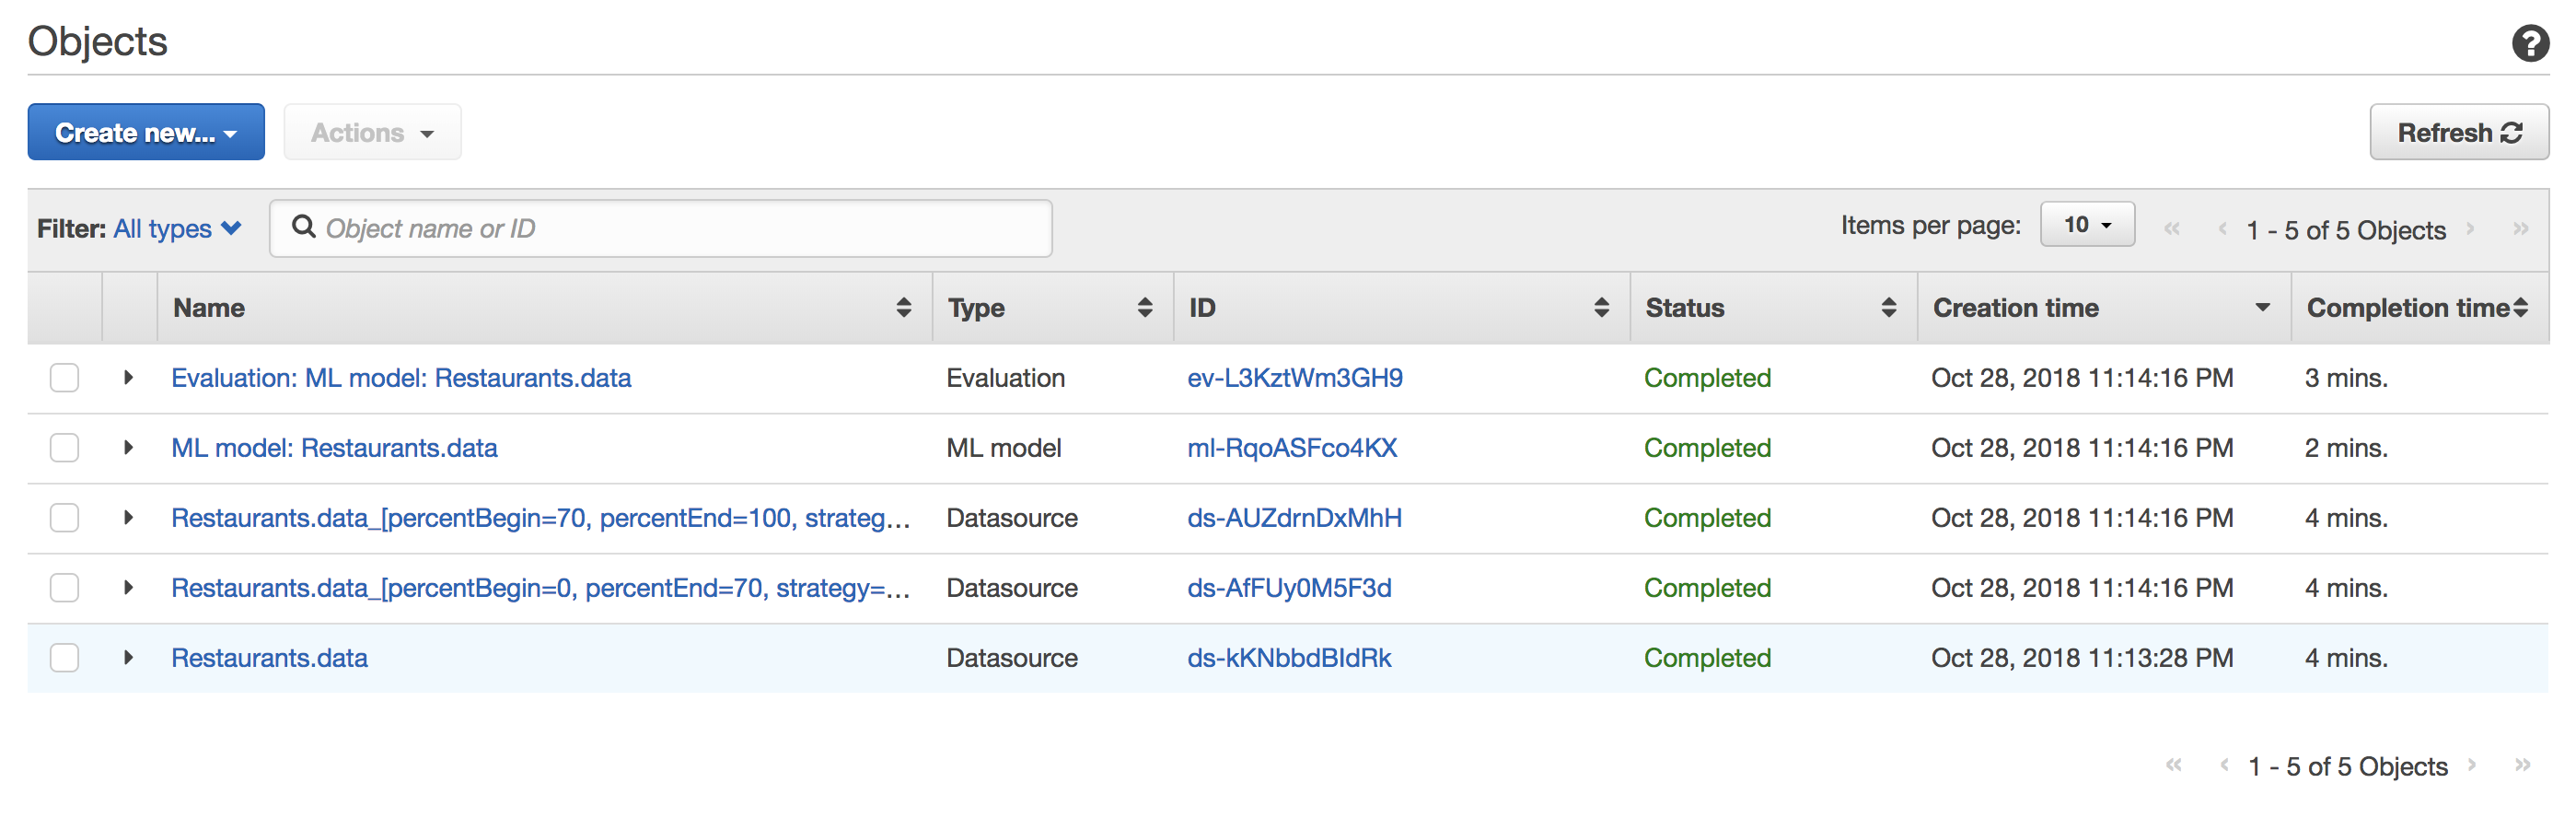 Objects
Create new... Actions Refresh
Filter: All types Object name or ID Items per page: 10 « ‹ 1 - 5 of 5 Objects › »
Name Type ID Status Creation time Completion time
Evaluation: ML model: Restaurants.data Evaluation ev-L3KztWm3GH9 Completed Oct 28, 2018 11:14:16 PM 3 mins.
ML model: Restaurants.data ML model ml-RqoASFco4KX Completed Oct 28, 2018 11:14:16 PM 2 mins.
Restaurants.data_[percentBegin=70, percentEnd=100, strateg... Datasource ds-AUZdrnDxMhH Completed Oct 28, 2018 11:14:16 PM 4 mins.
Restaurants.data_[percentBegin=0, percentEnd=70, strategy=... Datasource ds-AfFUy0M5F3d Completed Oct 28, 2018 11:14:16 PM 4 mins.
Restaurants.data Datasource ds-kKNbbdBIdRk Completed Oct 28, 2018 11:13:28 PM 4 mins.
« ‹ 1 - 5 of 5 Objects › »